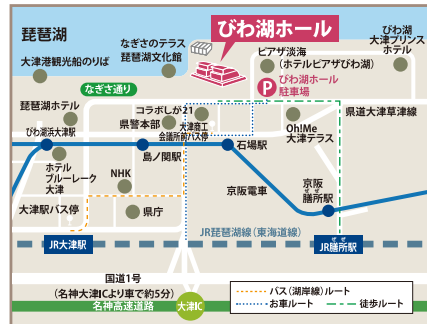 琵琶湖
大津港観光船のりば
なぎさのテラス
琵琶湖文化館
びわ湖ホール
ピアザ淡海
(ホテルピアザびわ湖)
びわ湖
大津プリンス
ホテル
なぎさ通り
P
びわ湖ホール
駐車場
琵琶湖ホテル
コラボしが21
県警本部
大津商工
会議所前バス停
Oh!Me
大津テラス
県道大津草津線
びわ湖浜大津駅
島ノ関駅
石場駅
ホテル
ブルーレーク
大津
NHK
京阪電車
京阪
膳所駅
ぜぜ
大津駅バス停
県庁
JR琵琶湖線(東海道線)
JR大津駅
ぜぜ
JR膳所駅
国道1号
(名神大津ICより車で約5分)
名神高速道路
大津IC
バス(湖岸線)ルート
お車ルート
徒歩ルート